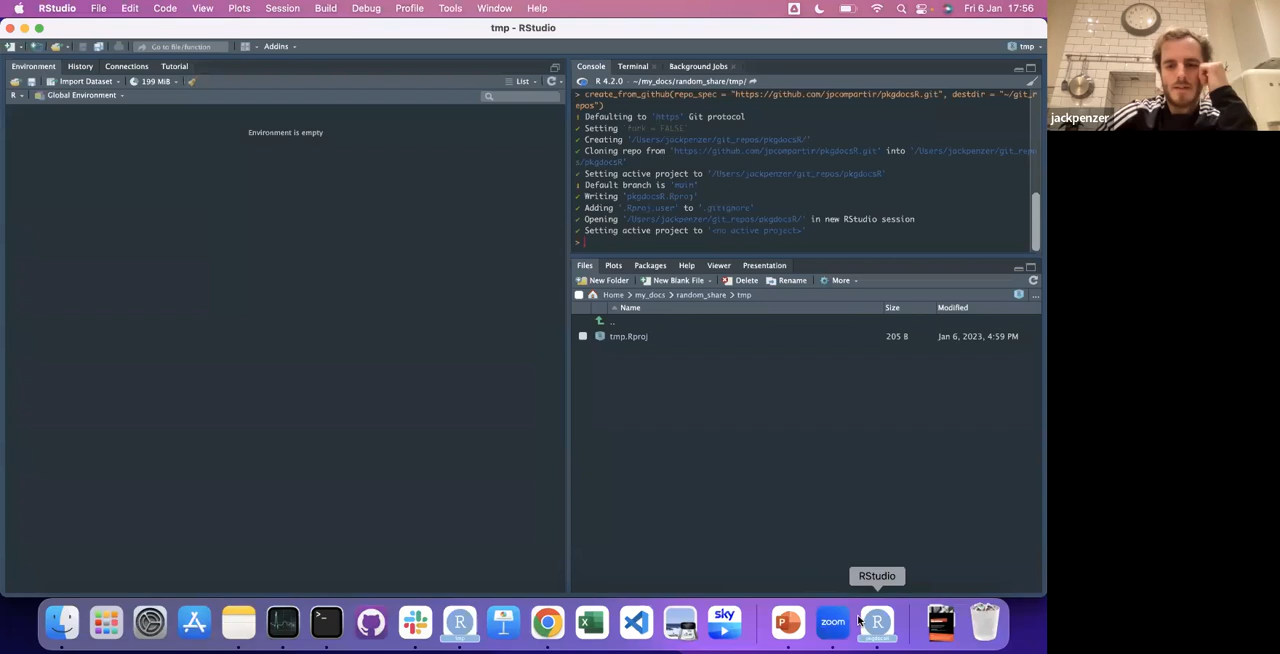 RStudio File Edit Code View Plots Session Build Debug Profile Tools Window Help Fri 6 Jan 17:56
tmp - RStudio
Go to file/function Addins tmp
Environment History Connections Tutorial
Import Dataset 199 MiB List
R Global Environment
Environment is empty
Console Terminal Background Jobs
R 4.2.0 · ~/my_docs/random_share/tmp/
> create_from_github(repo_spec = "https://github.com/jpcompartir/pkgdocsR.git", destdir = "~/git_r
epos")
Defaulting to 'https' Git protocol
✓ Setting `fork = FALSE`
✓ Creating '/Users/jackpenzer/git_repos/pkgdocsR/'
✓ Cloning repo from 'https://github.com/jpcompartir/pkgdocsR.git' into '/Users/jackpenzer/git_repo
s/pkgdocsR'
✓ Setting active project to '/Users/jackpenzer/git_repos/pkgdocsR'
Default branch is 'main'
✓ Writing 'pkgdocsR.Rproj'
✓ Adding '.Rproj.user' to '.gitignore'
✓ Opening '/Users/jackpenzer/git_repos/pkgdocsR/' in new RStudio session
✓ Setting active project to '<no active project>'
>
Files Plots Packages Help Viewer Presentation
New Folder New Blank File Delete Rename More
Home my_docs random_share tmp ...
Name Size Modified
..
tmp.Rproj 205 B Jan 6, 2023, 4:59 PM
RStudio
sky
zoom
R
tmp
jackpenzer